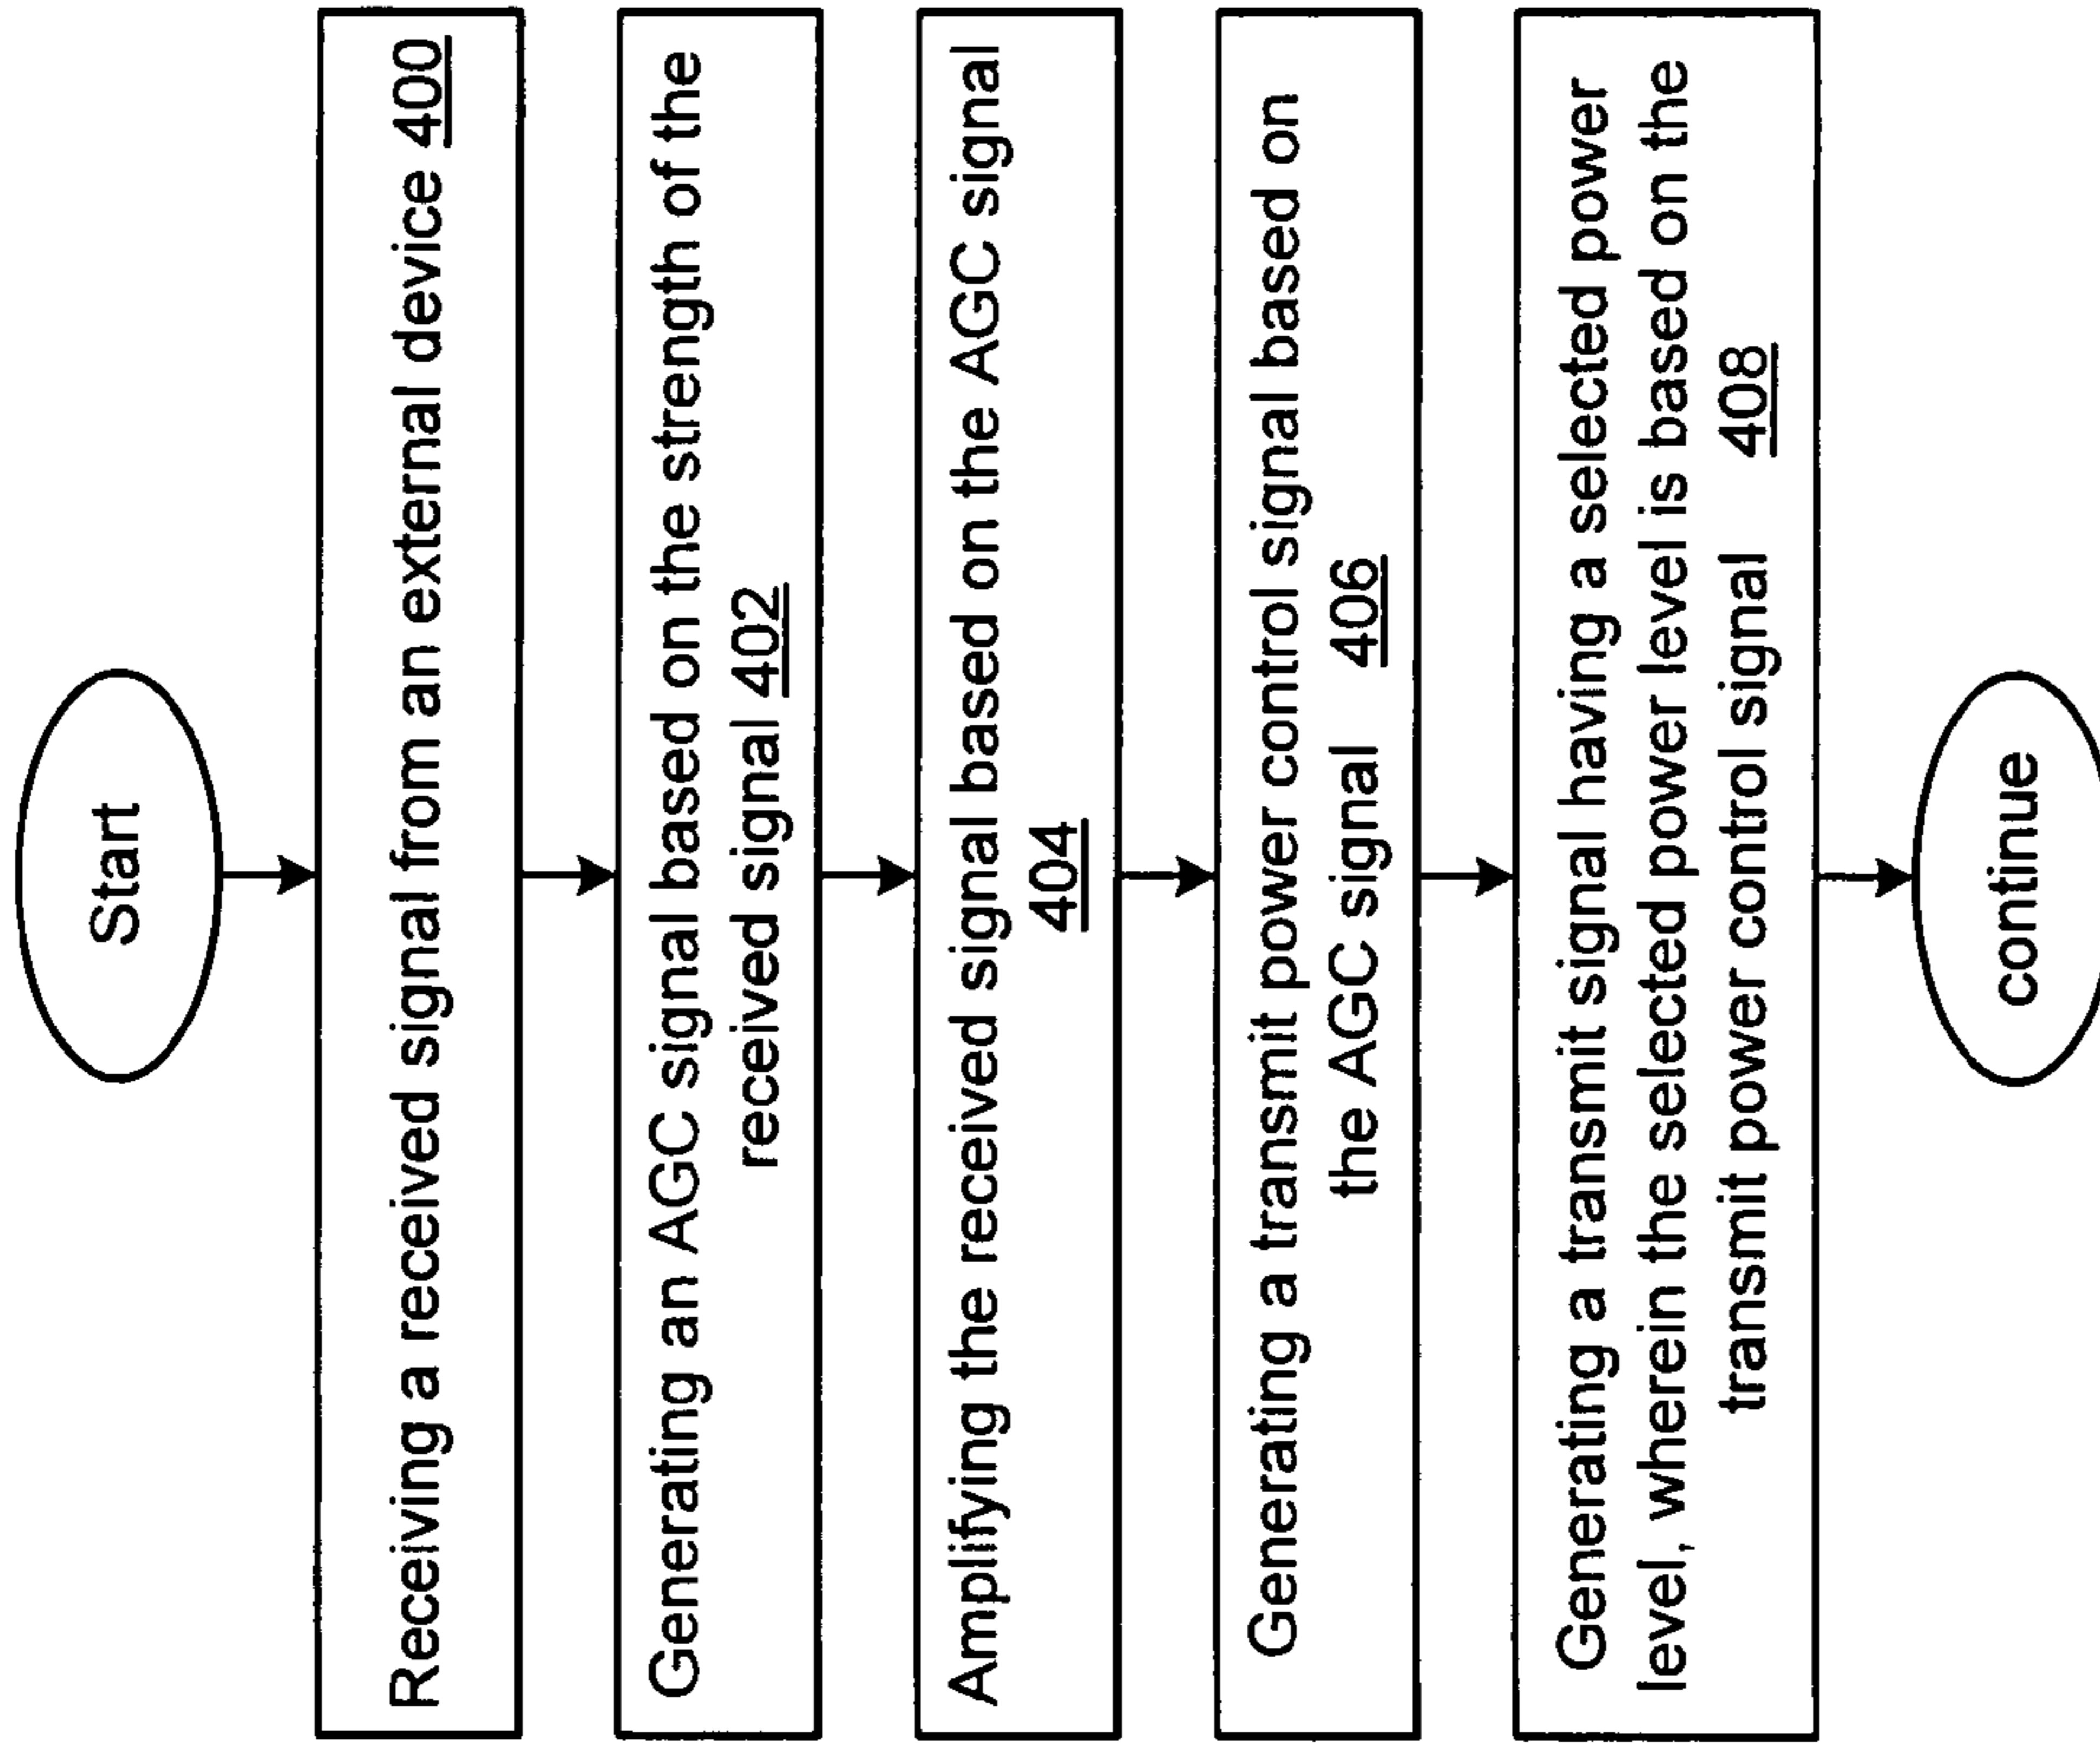 Start
Receiving a received signal from an external device 400
Generating an AGC signal based on the strength of the
received signal 402
Amplifying the received signal based on the AGC signal
404
Generating a transmit power control signal based on
the AGC signal 406
Generating a transmit signal having a selected power
level, wherein the selected power level is based on the
transmit power control signal 408
continue